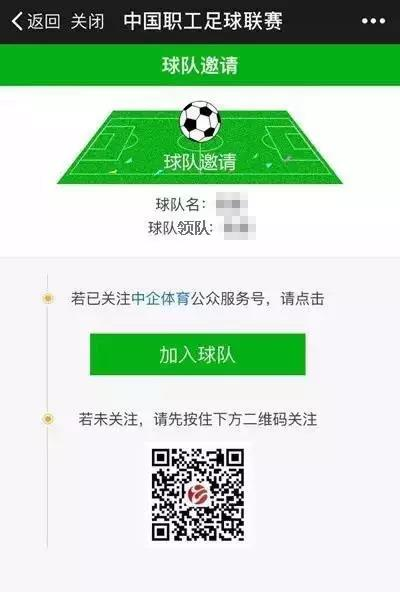 返回 关闭 中国职工足球联赛
球队邀请
球队邀请
球队名：
球队领队:
若已关注中企体育公众服务号，请点击
加入球队
若未关注，请先按住下方二维码关注